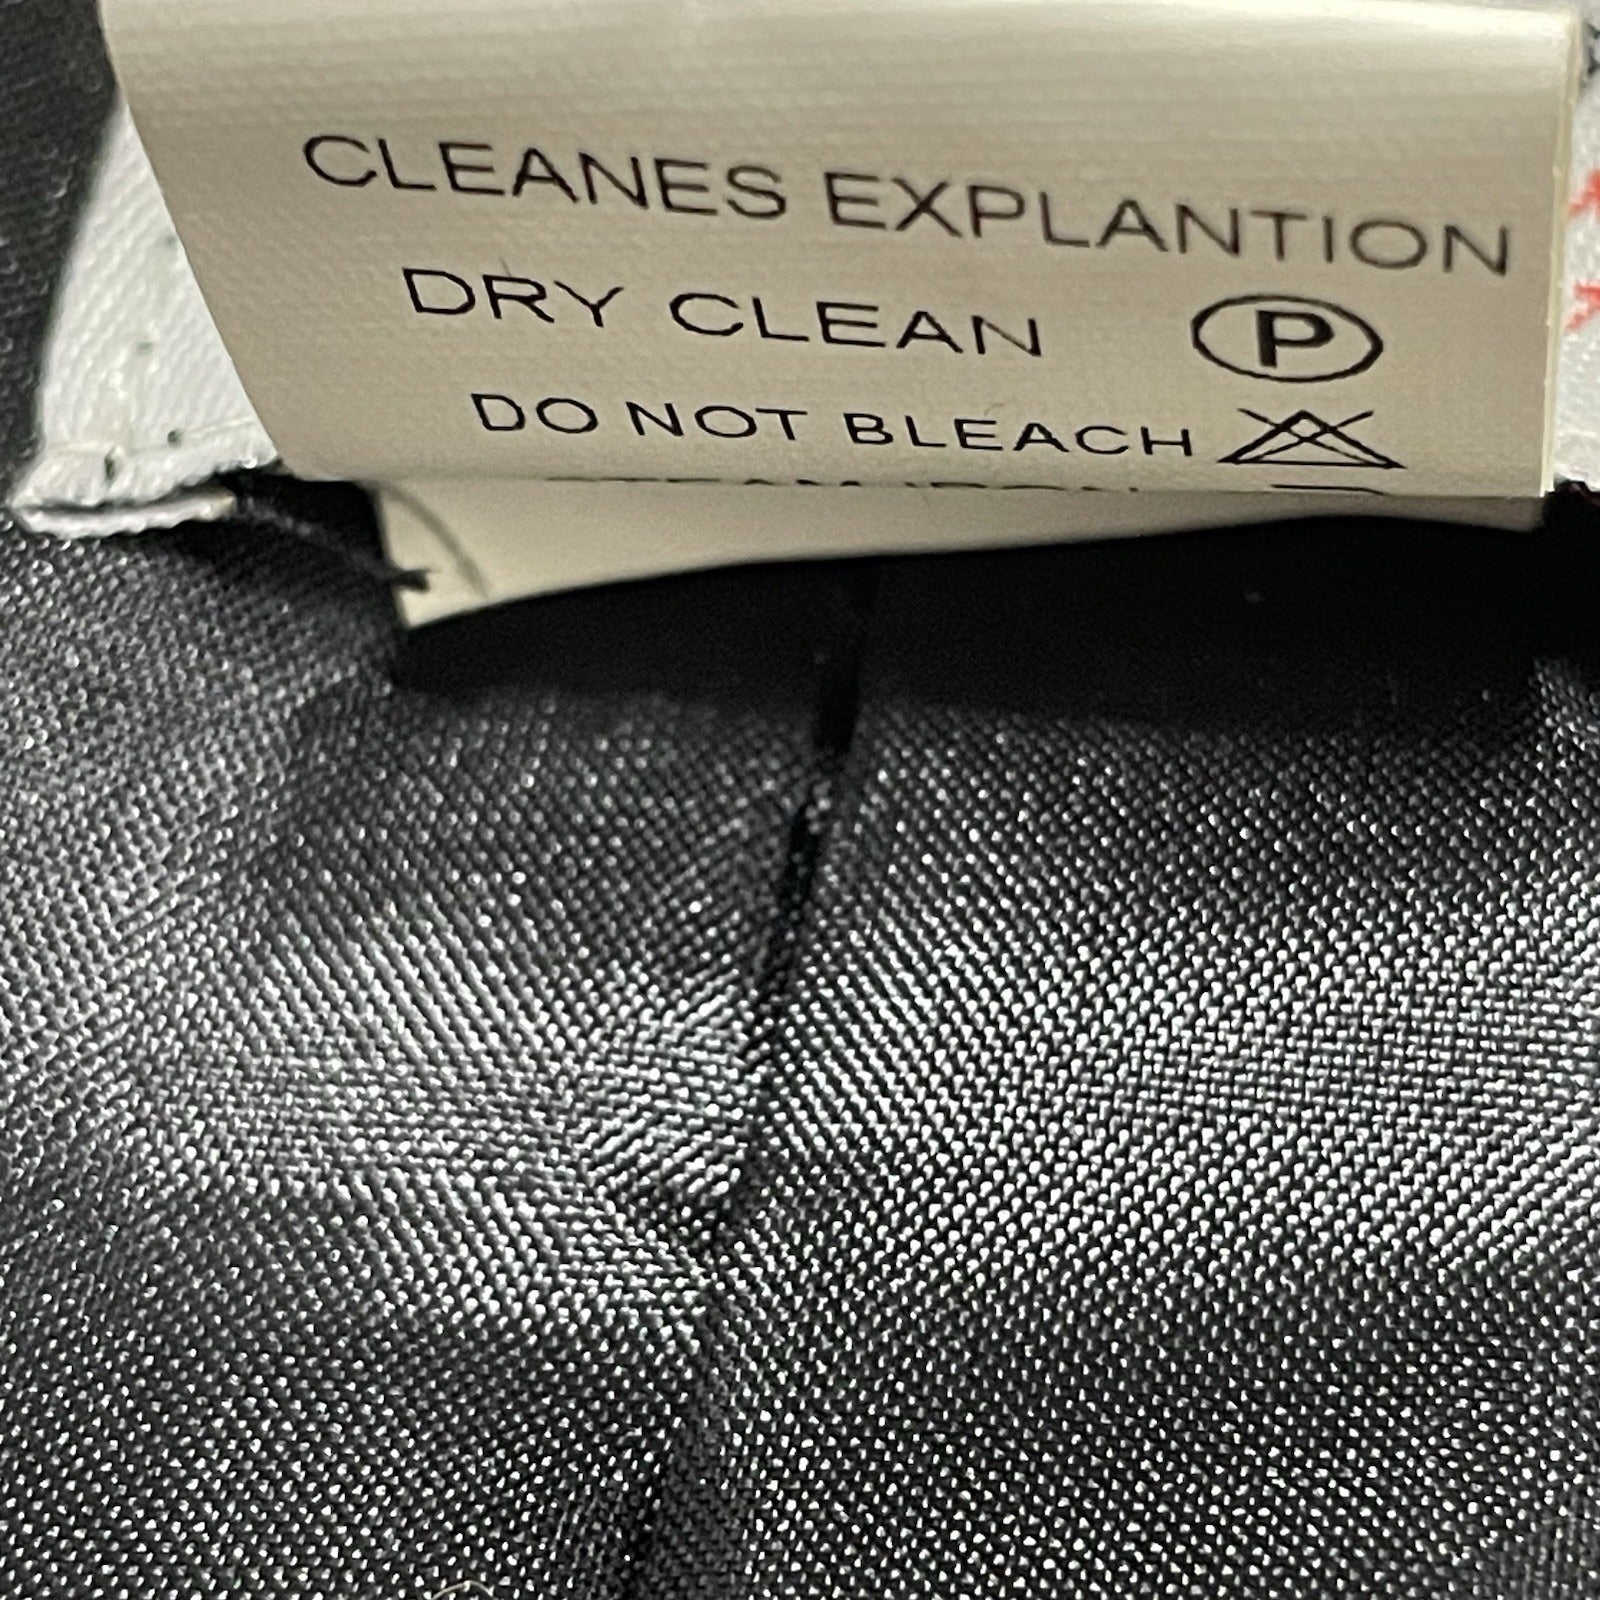 CLEANES EXPLANTION
DRY CLEAN P
DO NOT BLEACH